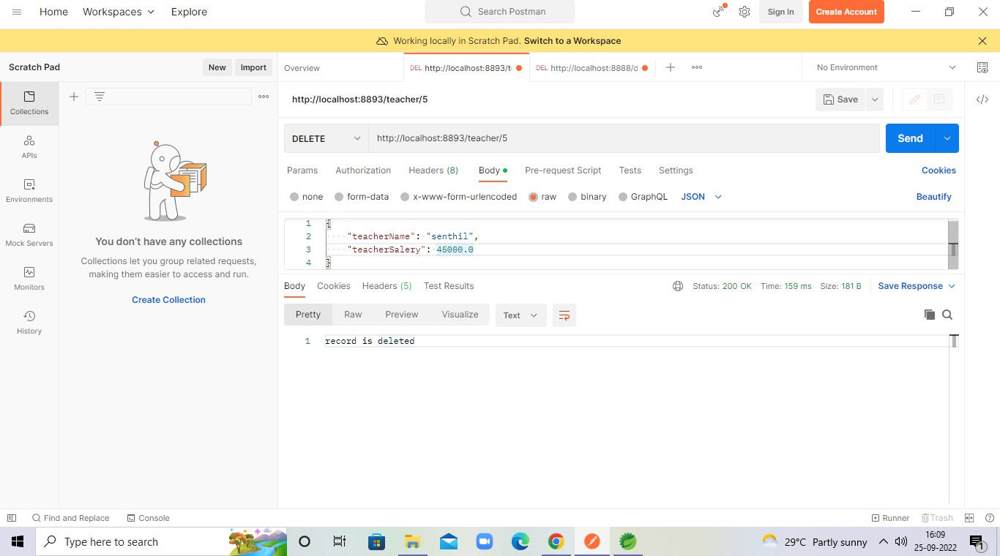 Home Workspaces Explore Search Postman Sign In Create Account
Working locally in Scratch Pad. Switch to a Workspace
Scratch Pad New Import Overview DEL http://localhost:8893/t DEL http://localhost:8888/d No Environment
Collections
APIs
Environments
Mock Servers
Monitors
History
You don't have any collections
Collections let you group related requests,
making them easier to access and run.
Create Collection
http://localhost:8893/teacher/5 Save
DELETE http://localhost:8893/teacher/5 Send
Params Authorization Headers (8) Body Pre-request Script Tests Settings Cookies
none form-data x-www-form-urlencoded raw binary GraphQL JSON Beautify
1 {
2 "teacherName": "senthil",
3 "teacherSalery": 45000.0
4 }
Body Cookies Headers (5) Test Results Status: 200 OK Time: 159 ms Size: 181 B Save Response
Pretty Raw Preview Visualize Text
1 record is deleted
Find and Replace Console Runner Trash
Type here to search 29°C Partly sunny 16:09
25-09-2022 1